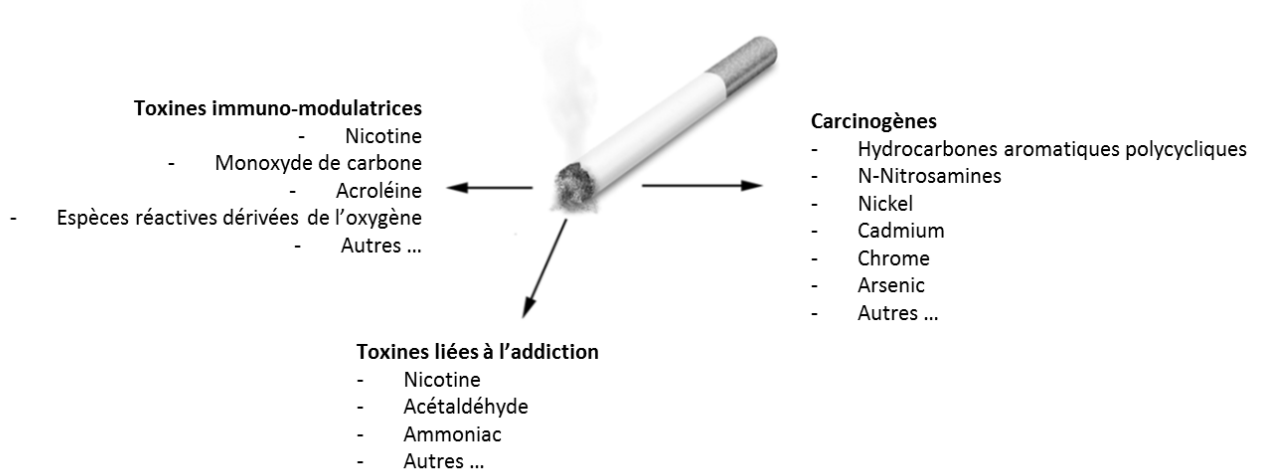 Toxines immuno-modulatrices
- Nicotine
- Monoxyde de carbone
- Acroléine
- Espèces réactives dérivées de l’oxygène
- Autres ...
Carcinogènes
- Hydrocarbones aromatiques polycycliques
- N-Nitrosamines
- Nickel
- Cadmium
- Chrome
- Arsenic
- Autres ...
Toxines liées à l’addiction
- Nicotine
- Acétaldéhyde
- Ammoniac
- Autres ...